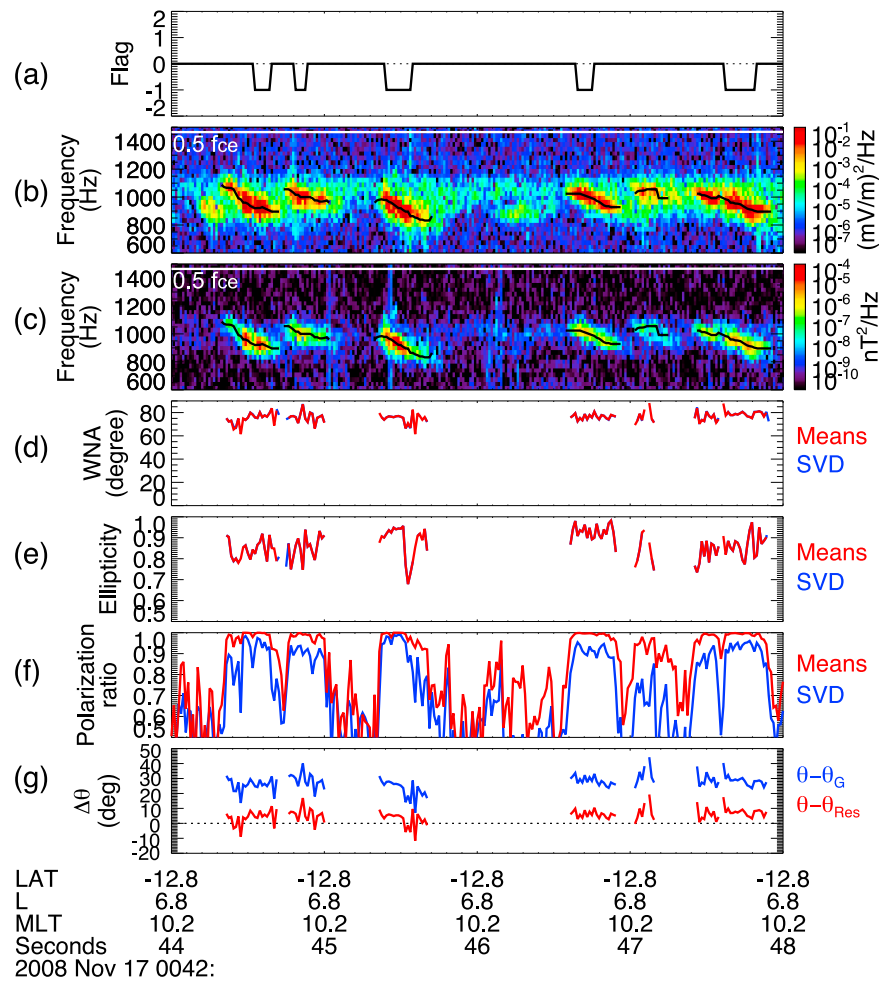 (a)
Flag
2
1
0
-1
-2
(b)
Frequency
(Hz)
1400
1200
1000
800
600
0.5 fce
10-1
10-2
10-3
10-4
10-5
10-6
10-7
10
(mV/m)2/Hz
(c)
Frequency
(Hz)
1400
1200
1000
800
600
0.5 fce
10-4
10-5
10-6
10-7
10-8
10-9
10-10
10
nT2/Hz
(d)
WNA
(degree)
80
60
40
20
0
Means
SVD
(e)
Ellipticity
1.0
0.9
0.8
0.7
0.6
0.5
Means
SVD
(f)
Polarization
ratio
1.0
0.9
0.8
0.7
0.6
0.5
Means
SVD
(g)
Δθ
(deg)
50
40
30
20
10
0
-10
-20
θ-θG
θ-θRes
LAT -12.8 -12.8 -12.8 -12.8 -12.8
L 6.8 6.8 6.8 6.8 6.8
MLT 10.2 10.2 10.2 10.2 10.2
Seconds 44 45 46 47 48
2008 Nov 17 0042: